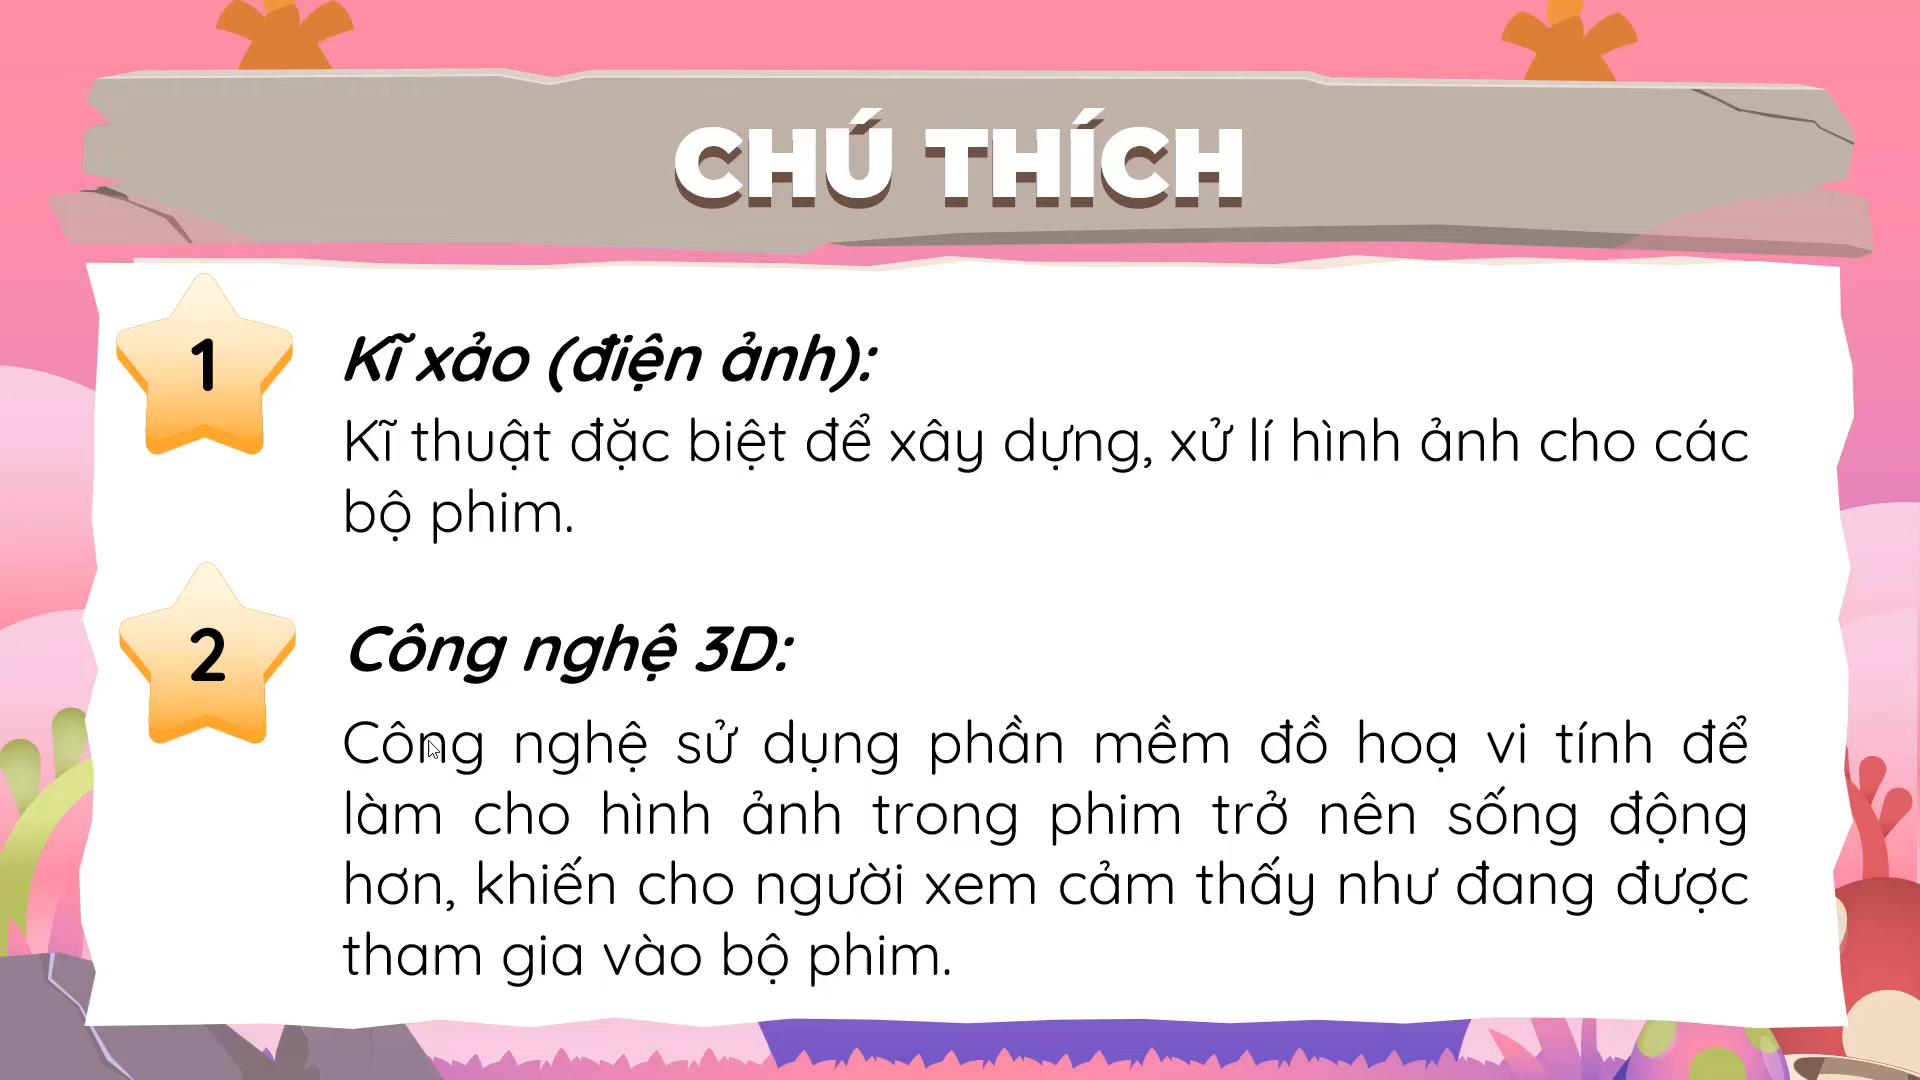 CHÚ THÍCH
1
Kĩ xảo (điện ảnh):
Kĩ thuật đặc biệt để xây dựng, xử lí hình ảnh cho các
bộ phim.
2
Công nghệ 3D:
Công nghệ sử dụng phần mềm đồ hoạ vi tính để
làm cho hình ảnh trong phim trở nên sống động
hơn, khiến cho người xem cảm thấy như đang được
tham gia vào bộ phim.